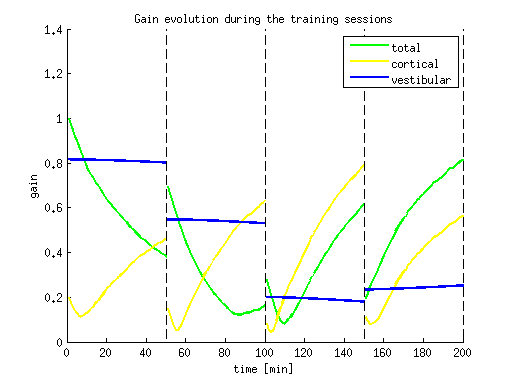 Gain evolution during the training sessions
1.4
1.2
1
0.8
0.6
0.4
0.2
0
gain
total
cortical
vestibular
0 20 40 60 80 100 120 140 160 180 200
time [min]